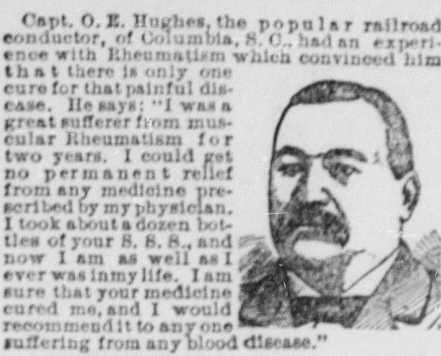 Capt. O. E. Hughes, the popular railroad
conductor, of Columbia, S. C., had an experi-
ence with Rheumatism which convinced him
that there is only one
cure for that painful dis-
ease. He says: "I was a
great sufferer from mus-
cular Rheumatism for
two years. I could get
no permanent relief
from any medicine pre-
scribed by my physician.
I took about a dozen bot-
tles of your S. S. S., and
now I am as well as I
ever was in my life. I am
sure that your medicine
cured me, and I would
recommend it to any one
suffering from any blood disease."